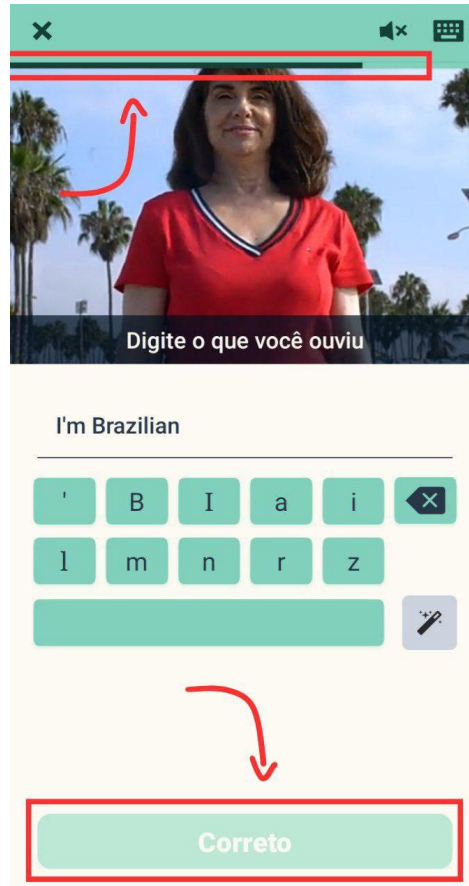 Digite o que você ouviu
I'm Brazilian
' B I a i
l m n r z
Correto